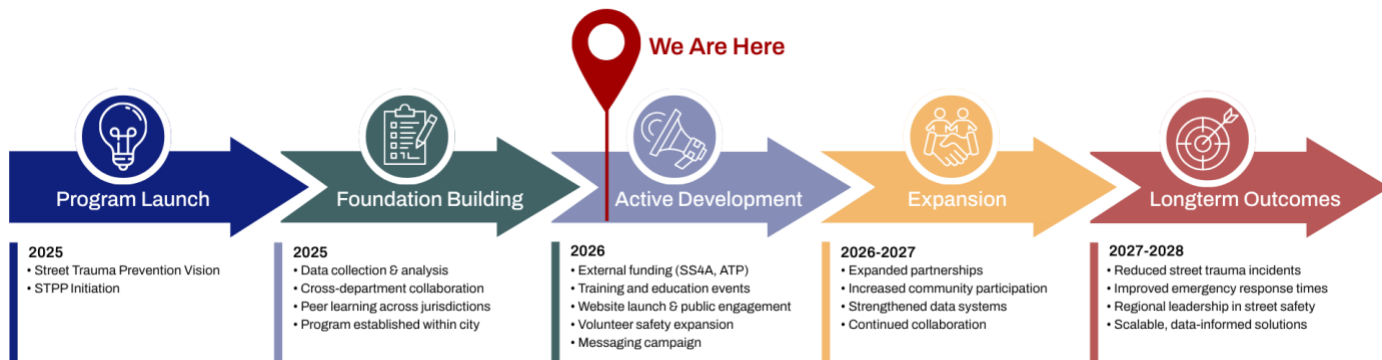 We Are Here
Program Launch
Foundation Building
Active Development
Expansion
Longterm Outcomes
2025
• Street Trauma Prevention Vision
• STPP Initiation
2025
• Data collection & analysis
• Cross-department collaboration
• Peer learning across jurisdictions
• Program established within city
2026
• External funding (SS4A, ATP)
• Training and education events
• Website launch & public engagement
• Volunteer safety expansion
• Messaging campaign
2026-2027
• Expanded partnerships
• Increased community participation
• Strengthened data systems
• Continued collaboration
2027-2028
• Reduced street trauma incidents
• Improved emergency response times
• Regional leadership in street safety
• Scalable, data-informed solutions